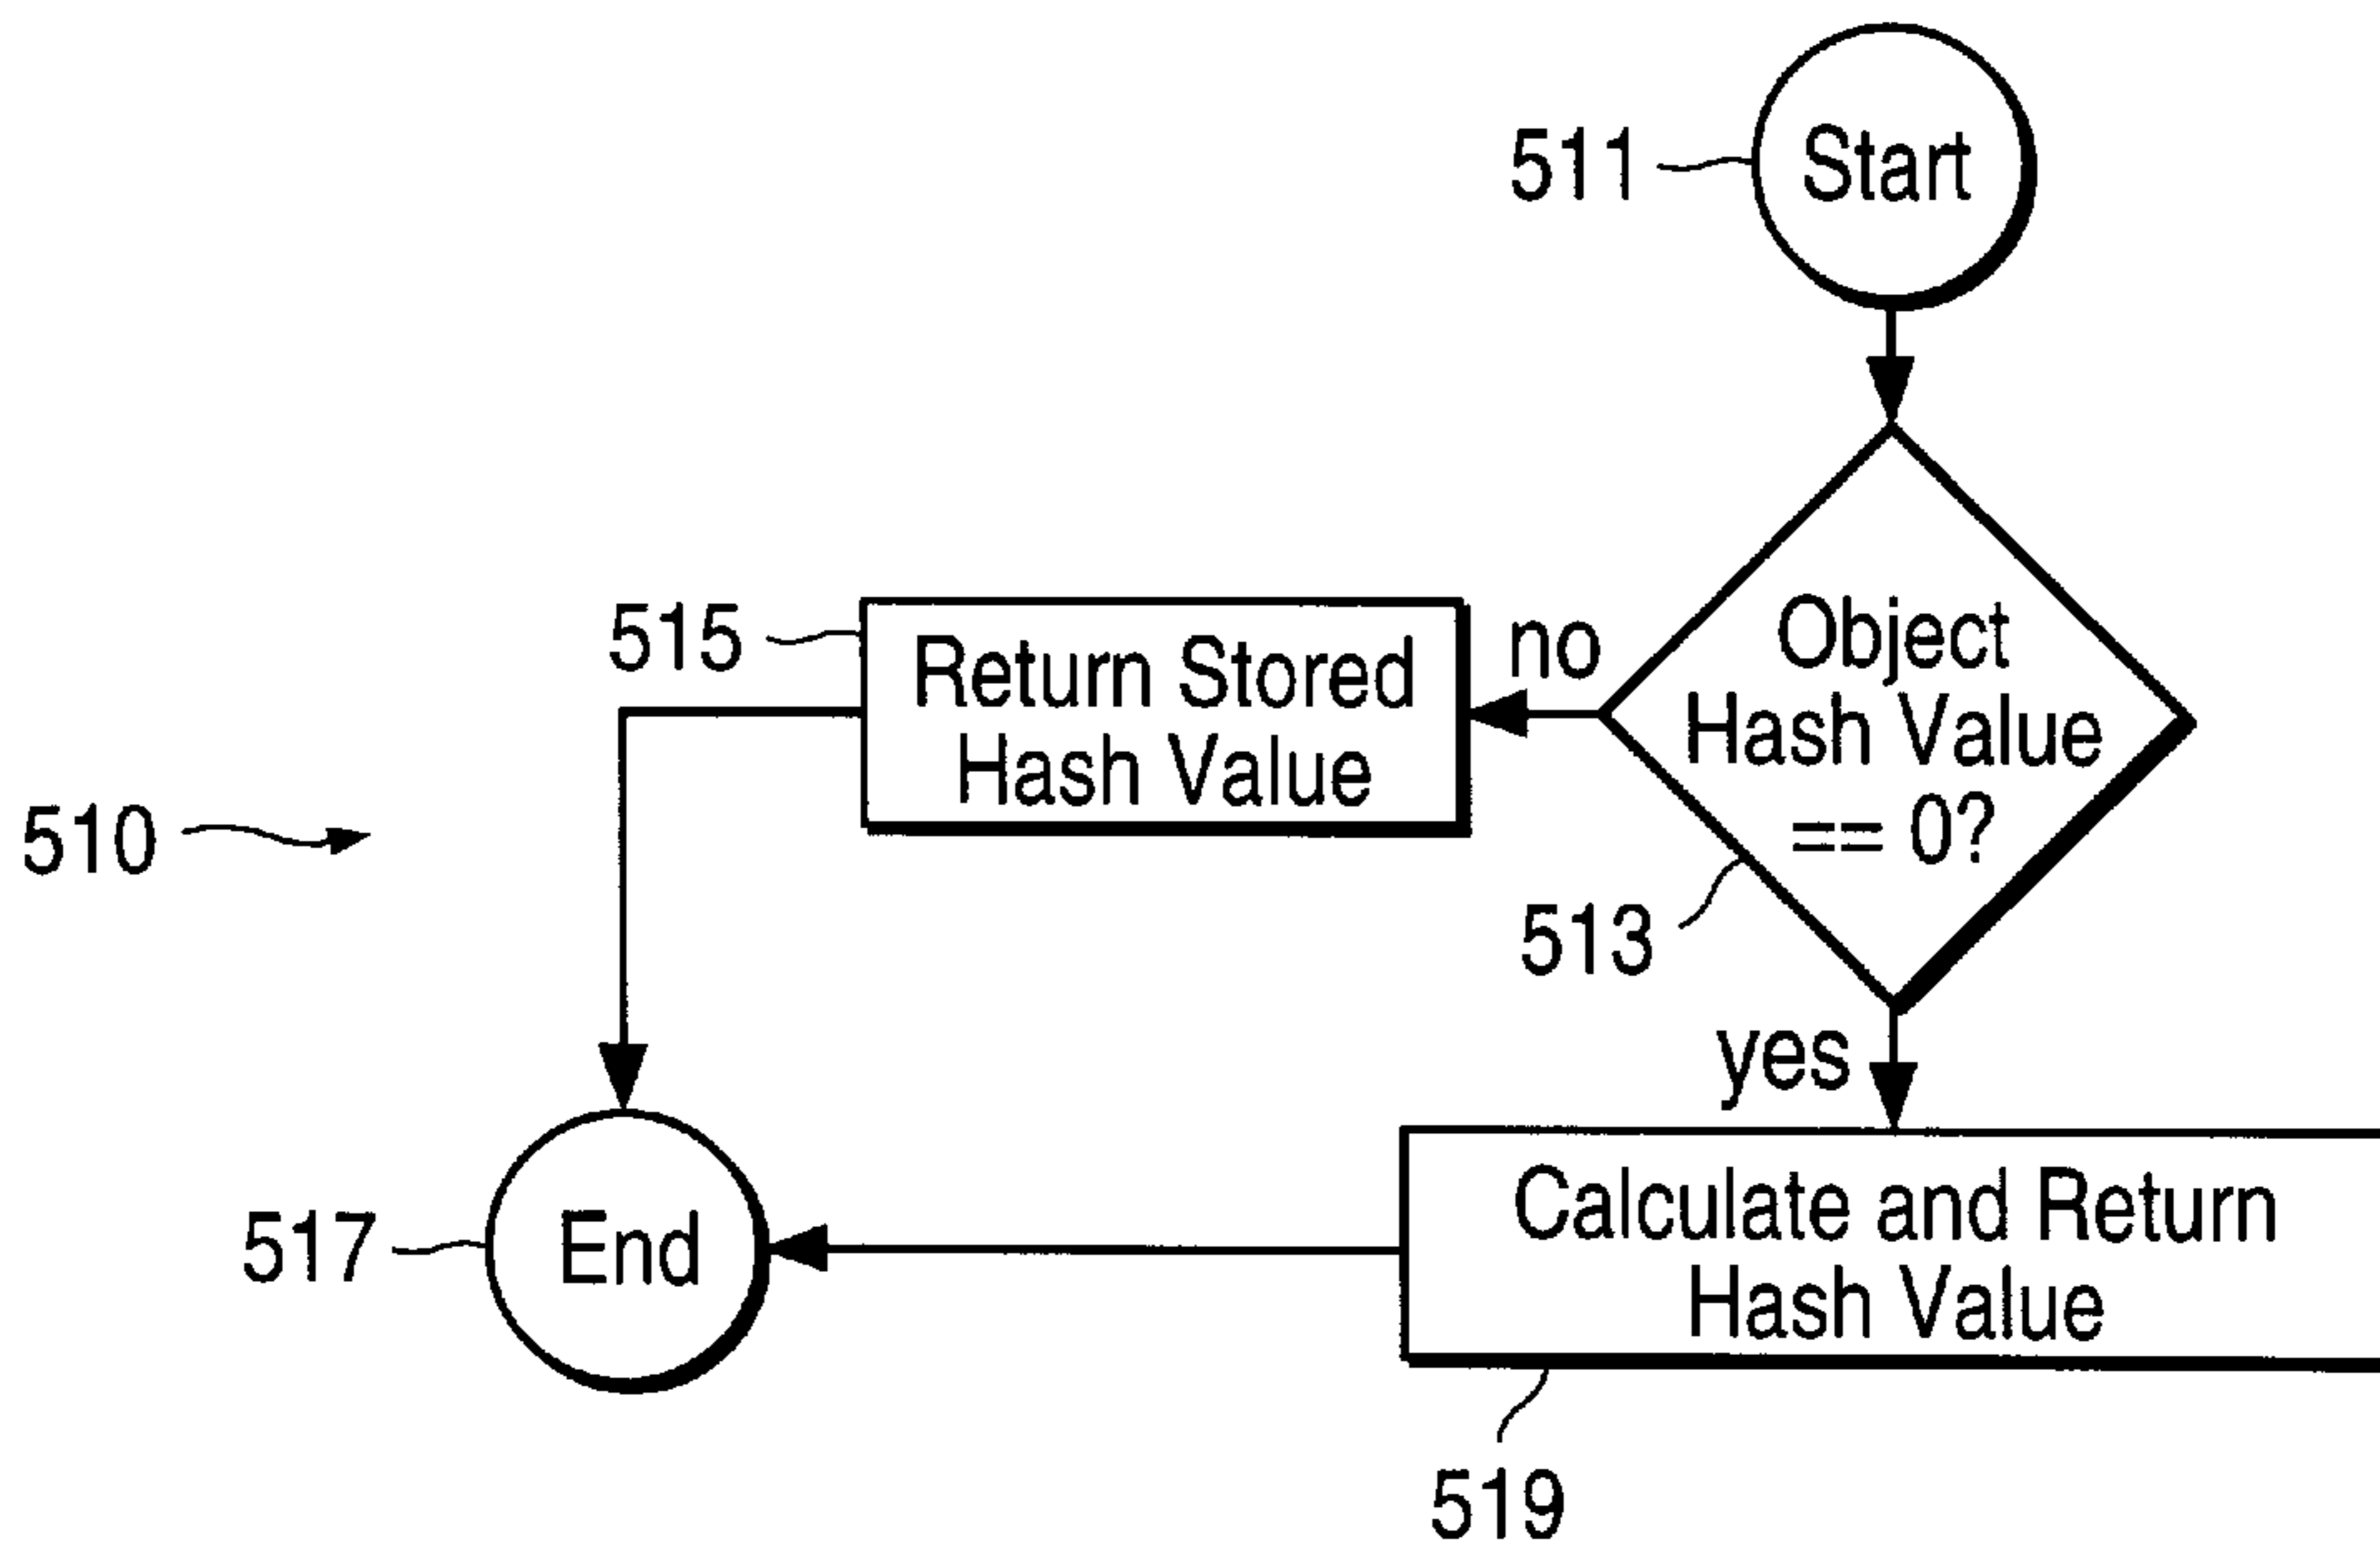 511
Start
515
Return Stored
Hash Value
no
Object
Hash Value
== 0?
510
513
yes
517
End
Calculate and Return
Hash Value
519